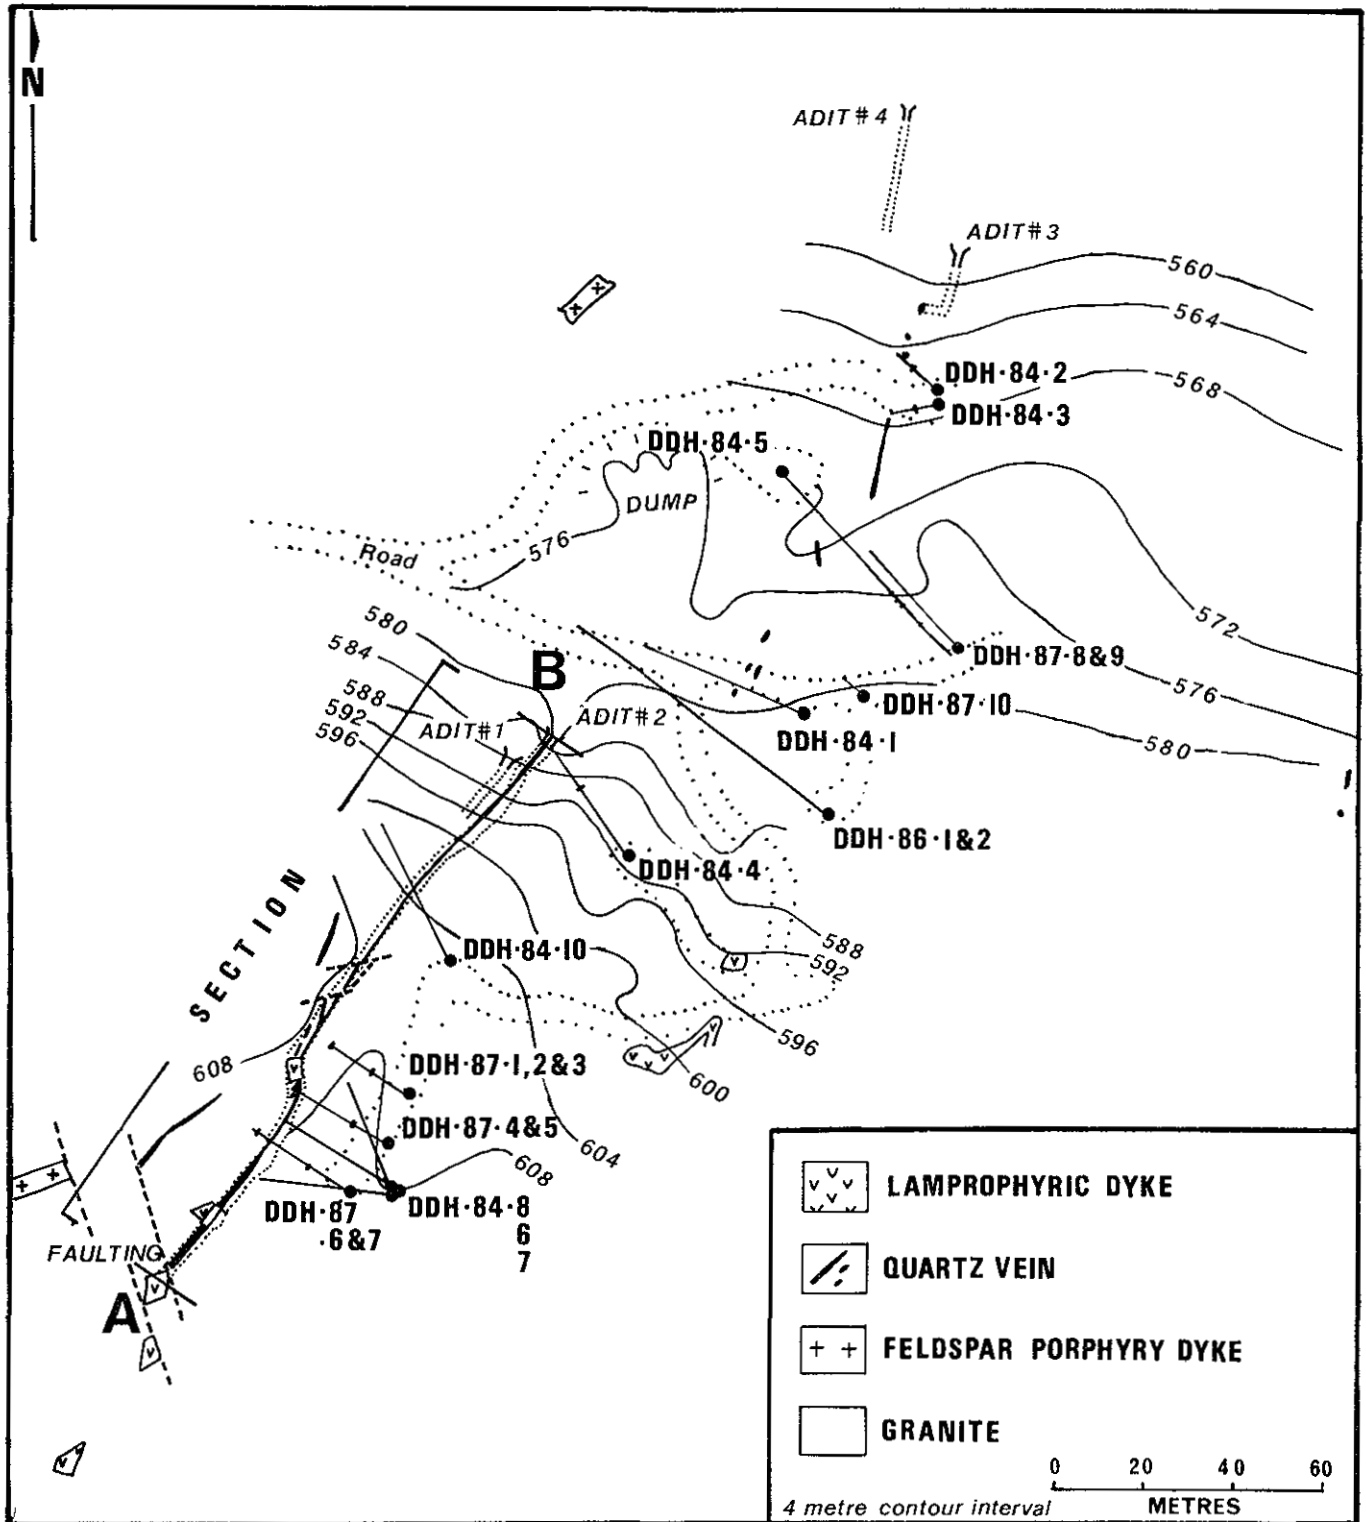 N
ADIT #4
ADIT #3
560
564
DDH·84·2
568
DDH·84·3
DDH·84·5
DUMP
576
Road
572
580
584
B
DDH·87·8&9
588
576
592
ADIT#1
ADIT#2
DDH·87·10
596
DDH·84·1
580
DDH·86·1&2
DDH·84·4
SECTION
588
DDH·84·10
592
596
608
DDH·87·1,2&3
600
DDH·87·4&5
604
608
DDH·87
·6&7
DDH·84·8
6
7
FAULTING
A
LAMPROPHYRIC DYKE
QUARTZ VEIN
FELDSPAR PORPHYRY DYKE
GRANITE
0 20 40 60
METRES
4 metre contour interval